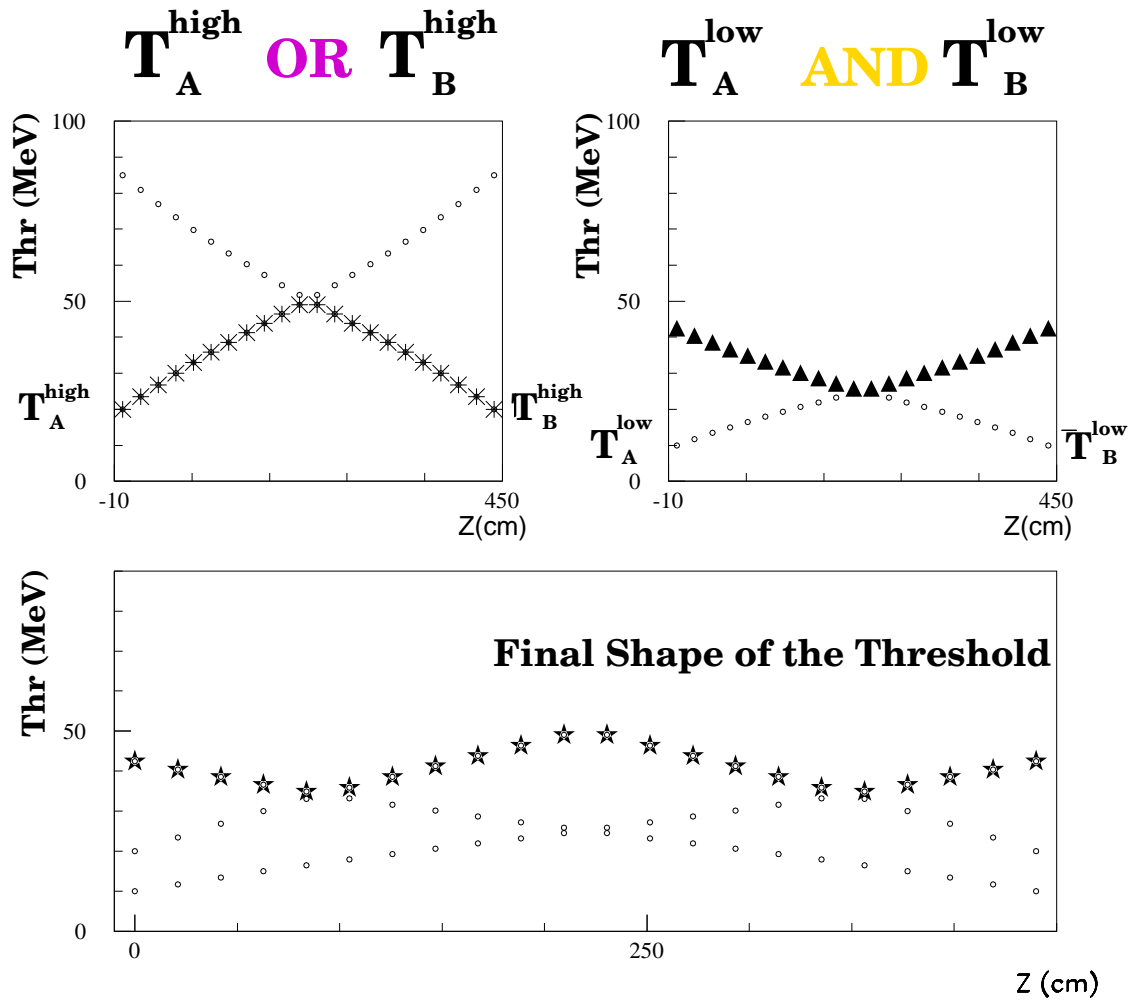 T_A^high OR T_B^high
T_A^low AND T_B^low
Thr (MeV)
100
50
0
T_A^high
T_B^high
-10
450
Z(cm)
Thr (MeV)
100
50
0
T_A^low
T_B^low
-10
450
Z(cm)
Thr (MeV)
Final Shape of the Threshold
50
0
0
250
Z (cm)